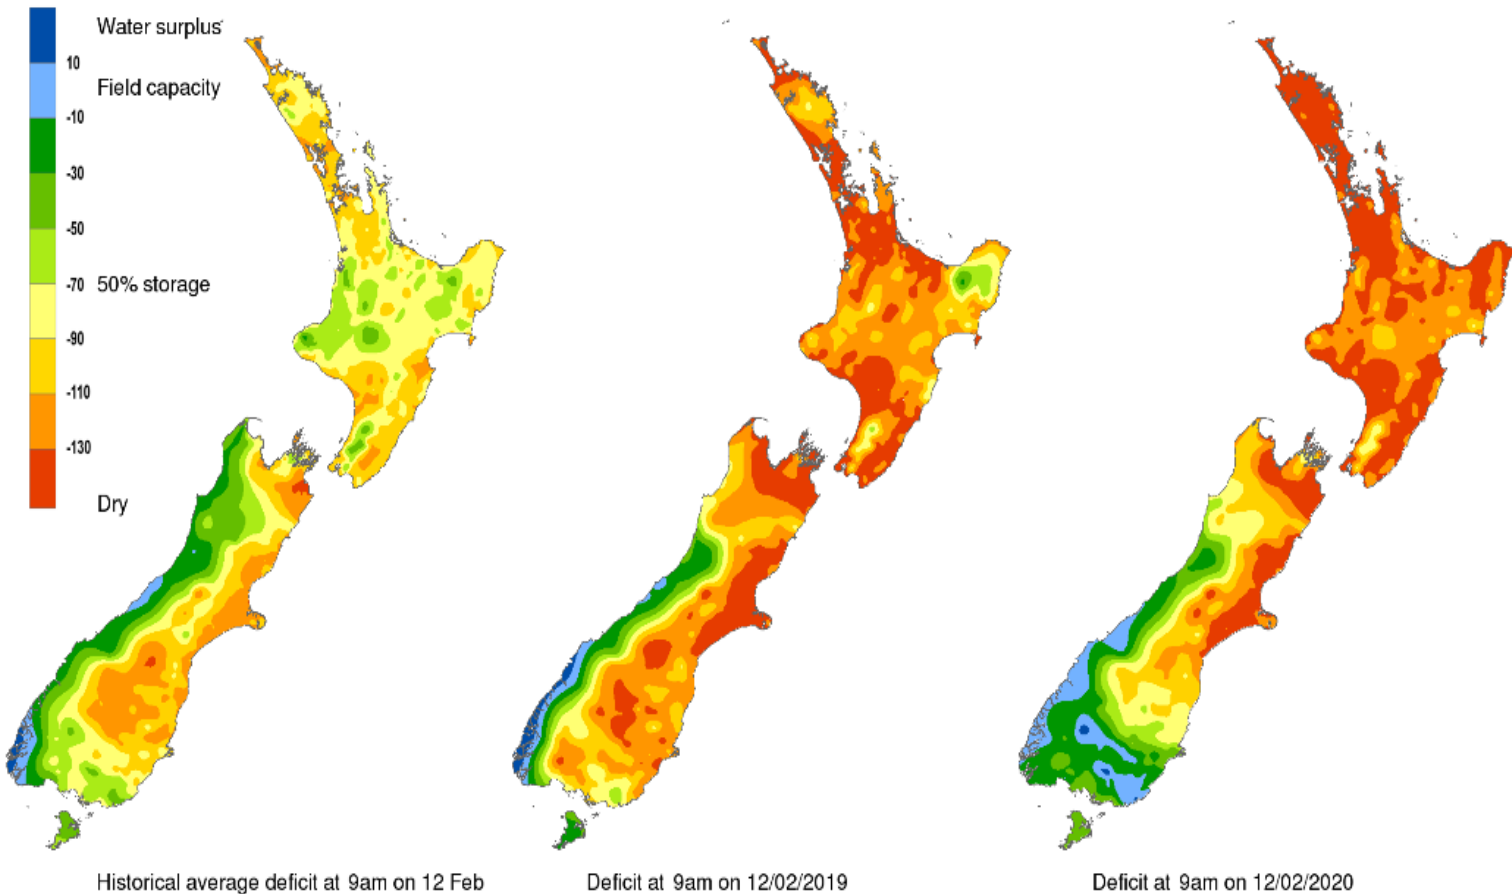 Water surplus
10
Field capacity
-10
-30
-50
-70
50% storage
-90
-110
-130
Dry
Historical average deficit at 9am on 12 Feb
Deficit at 9am on 12/02/2019
Deficit at 9am on 12/02/2020